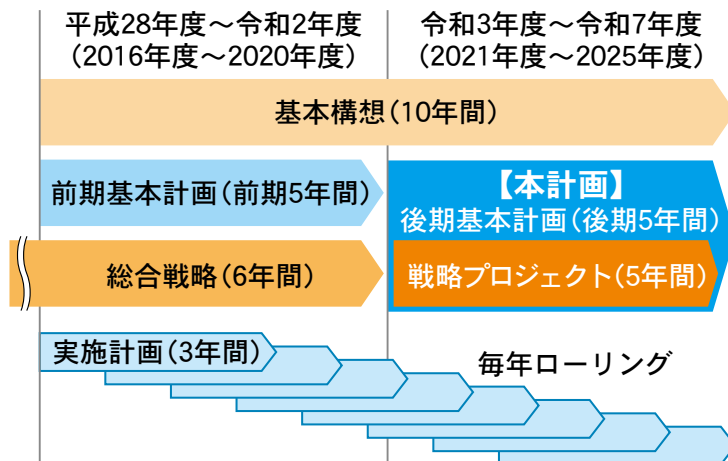 平成28年度～令和2年度
（2016年度～2020年度）
令和3年度～令和7年度
（2021年度～2025年度）
基本構想（10年間）
前期基本計画（前期5年間）
【本計画】
後期基本計画（後期5年間）
総合戦略（6年間）
戦略プロジェクト（5年間）
実施計画（3年間）
毎年ローリング